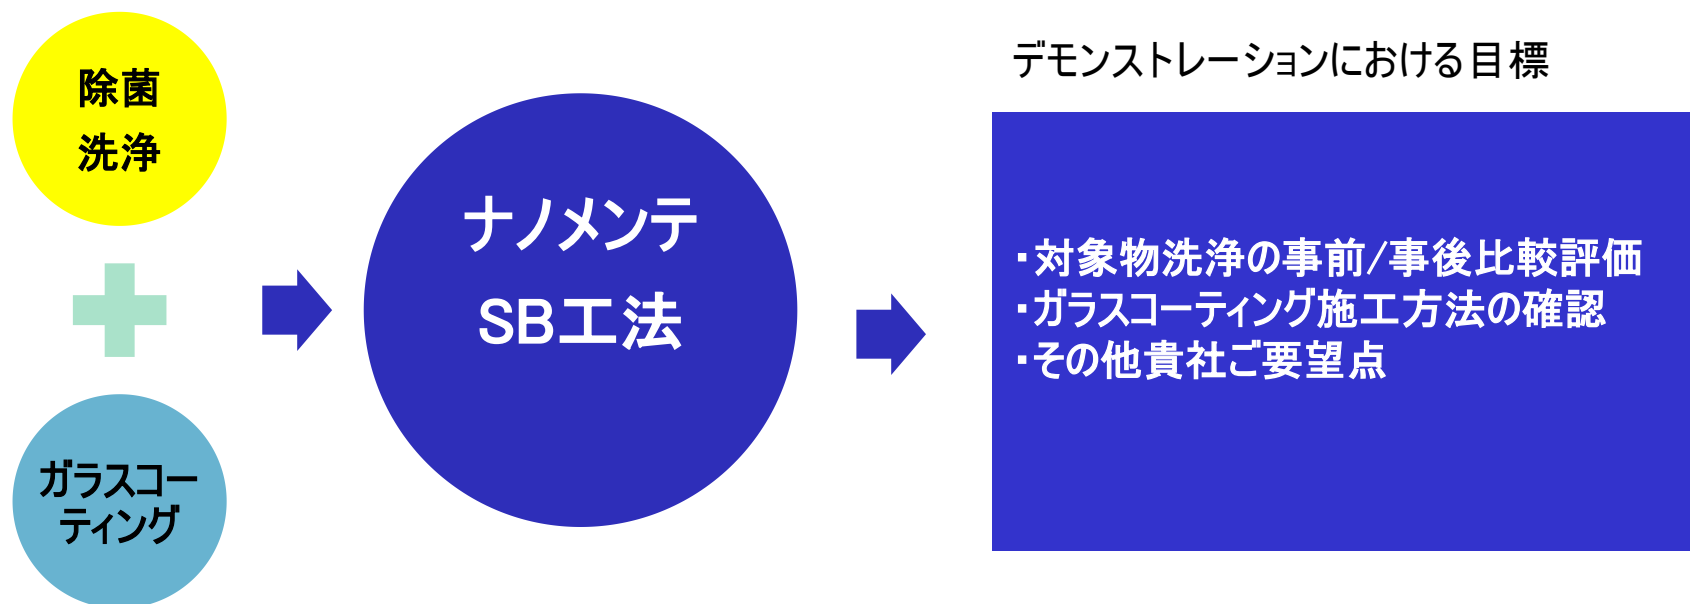 除菌
洗浄
ガラスコー
ティング
ナノメンテ
SB工法
デモンストレーションにおける目標
・対象物洗浄の事前/事後比較評価
・ガラスコーティング施工方法の確認
・その他貴社ご要望点